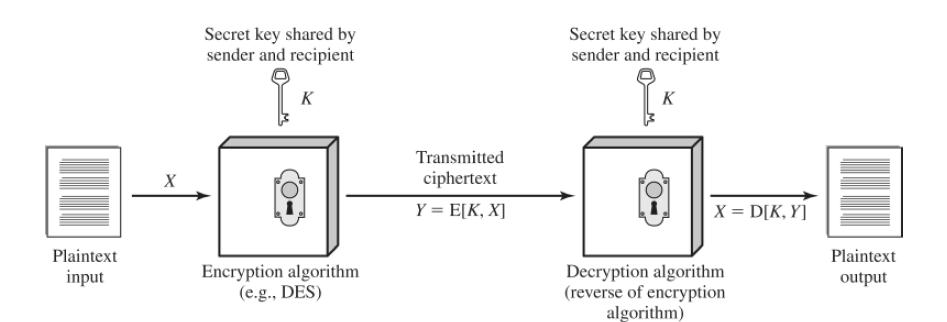 Secret key shared by
sender and recipient
K
Secret key shared by
sender and recipient
K
Plaintext
input
X
Encryption algorithm
(e.g., DES)
Transmitted
ciphertext
Y = E[K, X]
Decryption algorithm
(reverse of encryption
algorithm)
X = D[K, Y]
Plaintext
output